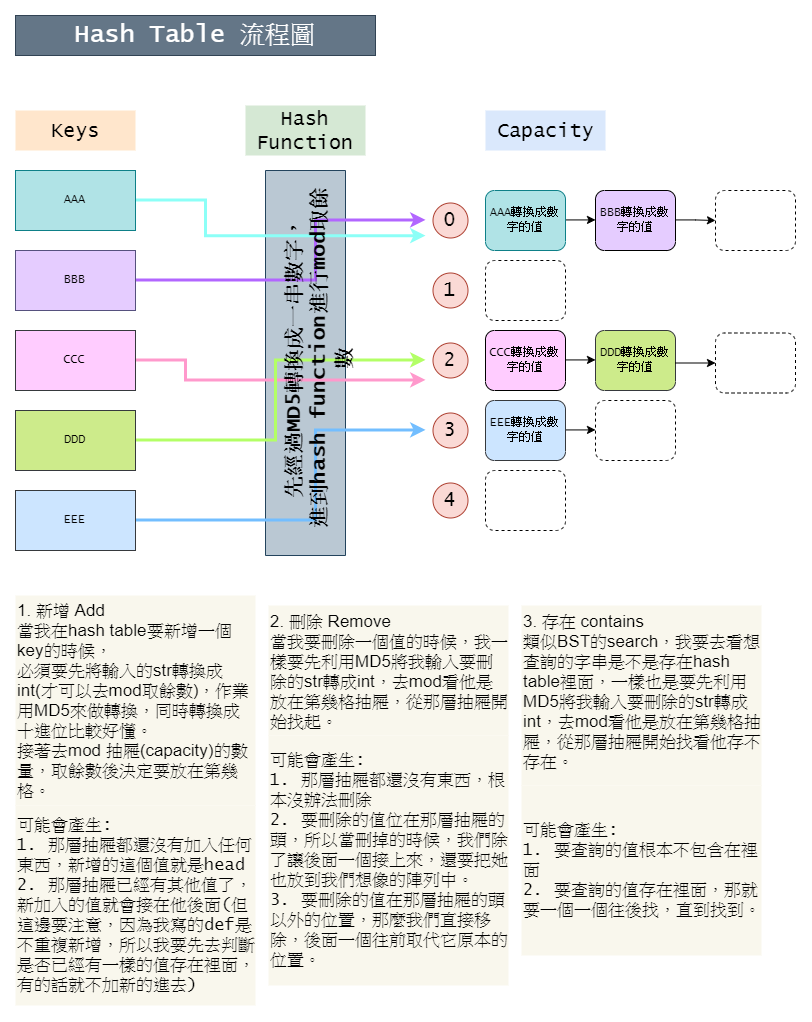 Hash Table 流程圖
Keys
Hash
Function
Capacity
AAA
BBB
CCC
DDD
EEE
先經過MD5轉換成一串數字，
進到hash function進行mod取餘
數
0
AAA轉換成數
字的值
BBB轉換成數
字的值
1
2
CCC轉換成數
字的值
DDD轉換成數
字的值
3
EEE轉換成數
字的值
4
1. 新增 Add
當我在hash table要新增一個
key的時候，
必須要先將輸入的str轉換成
int(才可以去mod取餘數)，作業
用MD5來做轉換，同時轉換成
十進位比較好懂。
接著去mod 抽屜(capacity)的數
量，取餘數後決定要放在第幾
格。
可能會產生:
1. 那層抽屜都還沒有加入任何
東西，新增的這個值就是head
2. 那層抽屜已經有其他值了，
新加入的值就會接在他後面(但
這邊要注意，因為我寫的def是
不重複新增，所以我要先去判斷
是否已經有一樣的值存在裡面，
有的話就不加新的進去)
2. 刪除 Remove
當我要刪除一個值的時候，我一
樣要先利用MD5將我輸入要刪
除的str轉成int，去mod看他是
放在第幾格抽屜，從那層抽屜開
始找起。
可能會產生:
1. 那層抽屜都還沒有東西，根
本沒辦法刪除
2. 要刪除的值位在那層抽屜的
頭，所以當刪掉的時候，我們除
了讓後面一個接上來，還要把她
也放到我們想像的陣列中。
3. 要刪除的值在那層抽屜的頭
以外的位置，那麼我們直接移
除，後面一個往前取代它原本的
位置。
3. 存在 contains
類似BST的search，我要去看想
查詢的字串是不是存在hash
table裡面，一樣也是要先利用
MD5將我輸入要刪除的str轉成
int，去mod看他是放在第幾格抽
屜，從那層抽屜開始找看他存不
存在。
可能會產生:
1. 要查詢的值根本不包含在裡
面
2. 要查詢的值存在裡面，那就
要一個一個往後找，直到找到。